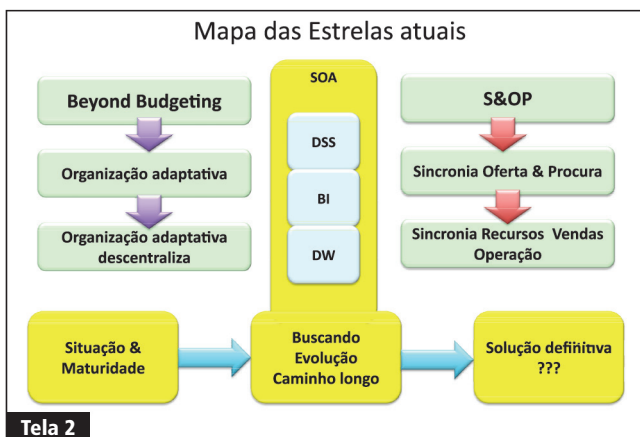 Mapa das Estrelas atuais
Beyond Budgeting
Organização adaptativa
Organização adaptativa
descentraliza
SOA
DSS
BI
DW
S&OP
Sincronia Oferta & Procura
Sincronia Recursos Vendas
Operação
Situação &
Maturidade
Buscando
Evolução
Caminho longo
Solução definitiva
???
Tela 2